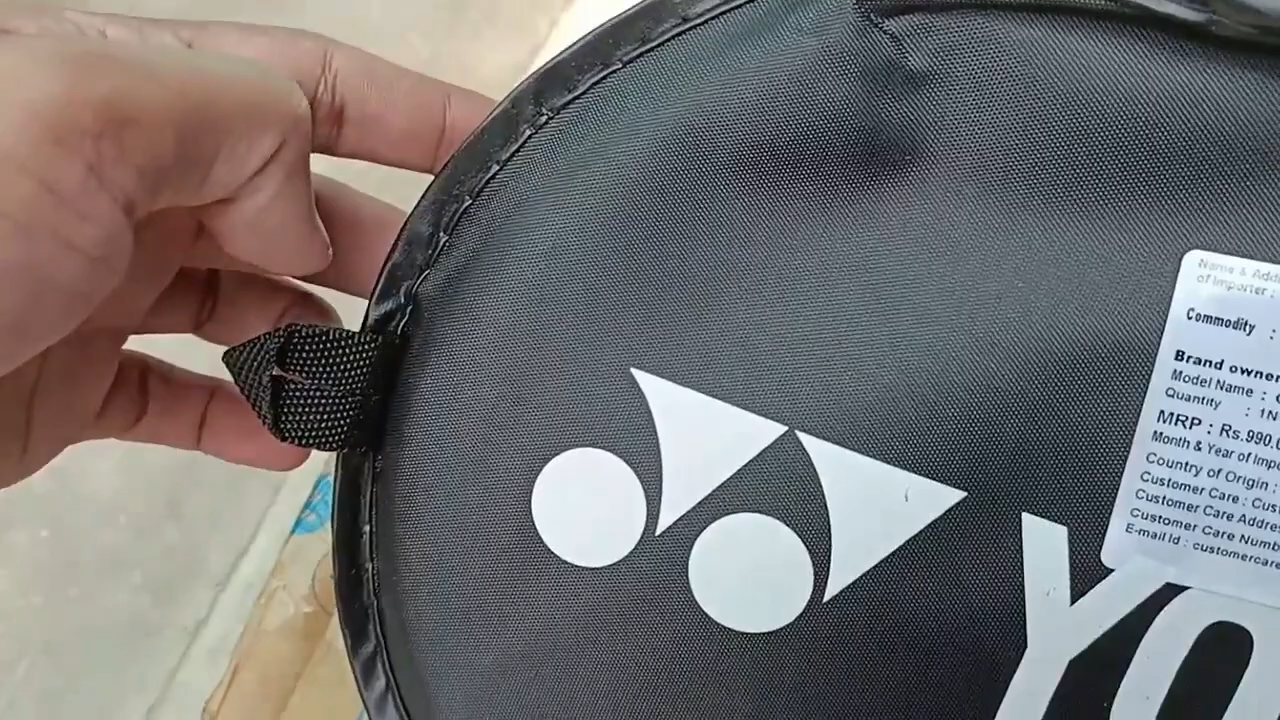 Name & Addr
of Importer :
Commodity :
Brand owner
Model Name :
Quantity : 1N
MRP : Rs.990.
Month & Year of Impo
Country of Origin :
Customer Care : Cus
Customer Care Addre
Customer Care Numb
E-mail Id : customercare
YO